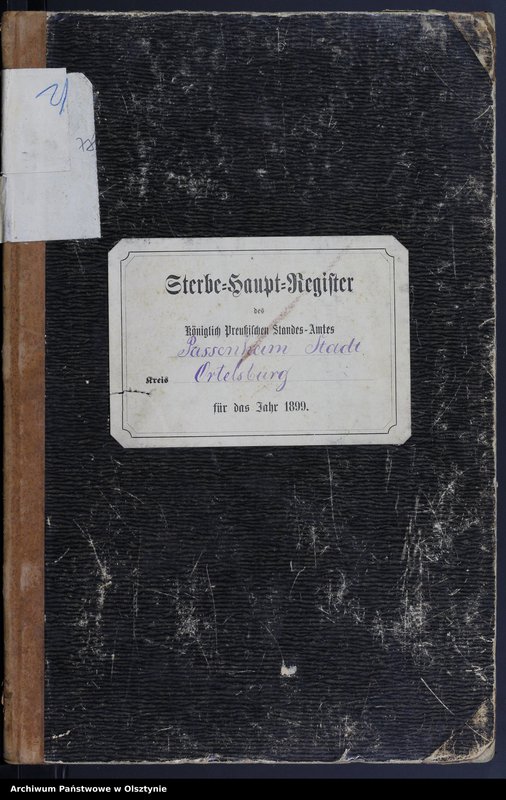 Sterbe-Haupt-Register
des
Königlich Preußischen Standes-Amtes
Passenheim Stadt
Kreis Ortelsburg
für das Jahr 1899.
Archiwum Państwowe w Olsztynie